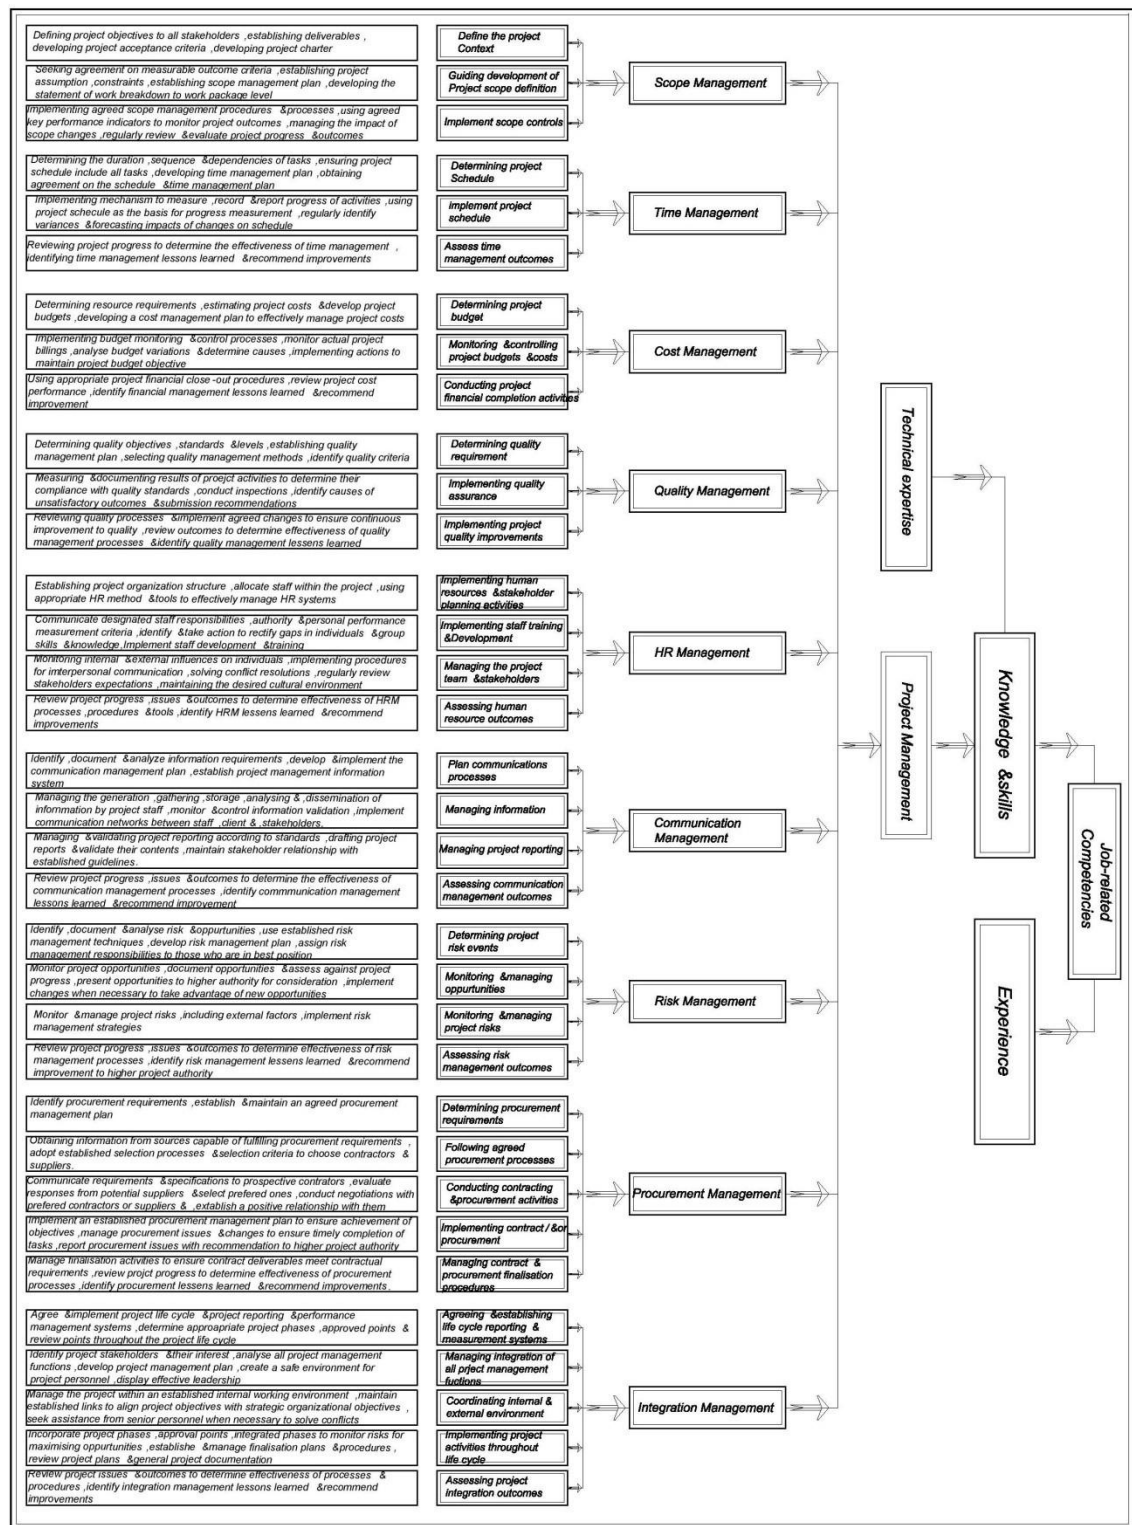 Defining project objectives to all stakeholders ,establishing deliverables ,
developing project acceptance criteria ,developing project charter
Define the project
Context
Seeking agreement on measurable outcome criteria ,establishing project
assumption ,constraints ,establishing scope management plan ,developing the
statement of work breakdown to work package level
Guiding development of
Project scope definition
Scope Management
Implementing agreed scope management procedures &processes ,using agreed
key performance indicators to monitor project outcomes ,managing the impact of
scope changes ,regularly review &evaluate project progress &outcomes
Implement scope controls
Determining the duration ,sequence &dependencies of tasks ,ensuring project
schedule include all tasks ,developing time management plan ,obtaining
agreement on the schedule &time management plan
Determining project
Schedule
Implementing mechanism to measure ,record &report progress of activities ,using
project schecule as the basis for progress measurement ,regularly identify
variances &forecasting impacts of changes on schedule
Implement project
schedule
Time Management
Reviewing project progress to determine the effectiveness of time management ,
identifying time management lessons learned &recommend improvements
Assess time
management outcomes
Determining resource requirements ,estimating project costs &develop project
budgets ,developing a cost management plan to effectively manage project costs
Determining project
budget
Implementing budget monitoring &control processes ,monitor actual project
billings ,analyse budget variations &determine causes ,implementing actions to
maintain project budget objective
Monitoring &controlling
project budgets &costs
Cost Management
Using appropriate project financial close -out procedures ,review project cost
performance ,identify financial management lessons learned &recommend
improvement
Conducting project
financial completion activities
Determining quality objectives ,standards &levels ,establishing quality
management plan ,selecting quality management methods ,identify quality criteria
Determining quality
requirement
Measuring &documenting results of proejct activities to determine their
compliance with quality standards ,conduct inspections ,identify causes of
unsatisfactory outcomes &submission recommendations
Implementing quality
assurance
Quality Management
Reviewing quality processes &implement agreed changes to ensure continuous
improvement to quality ,review outcomes to determine effectiveness of quality
management processes &identify quality management lessens learned
Implementing project
quality improvements
Establishing project organization structure ,allocate staff within the project ,using
appropriate HR method &tools to effectively manage HR systems
Implementing human
resources &stakeholder
planning activities
Communicate designated staff responsibilities ,authority &personal performance
measurement criteria ,identify &take action to rectify gaps in individuals &group
skills &knowledge,Implement staff development &training
Implementing staff training
&Development
HR Management
Monitoring internal &external influences on individuals ,implementing procedures
for imterpersonal communication ,solving conflict resolutions ,regularly review
stakeholders expectations ,maintaining the desired cultural environment
Managing the project
team &stakeholders
Review project progress ,issues &outcomes to determine effectiveness of HRM
processes ,procedures &tools ,identify HRM lessens learned &recommend
improvements
Assessing human
resource outcomes
Identify ,document &analyze information requirements ,develop &implement the
communication management plan ,establish project management information
system
Plan communications
processes
Managing the generation ,gathering ,storage ,analysing & ,dissemination of
informmation by project staff ,monitor &control information validation ,implement
communication networks between staff ,client & ,stakeholders.
Managing information
Communication
Management
Managing &validating project reporting according to standards ,drafting project
reports &validate their contents ,maintain stakeholder relationship with
established guidelines.
Managing project reporting
Review project progress ,issues &outcomes to determine the effectiveness of
communication management processes ,identify commmunication management
lessons learned &recommend improvement
Assessing communication
management outcomes
Identify ,document &analyse risk &oppurtunities ,use established risk
management techniques ,develop risk management plan ,assign risk
management responsibilities to those who are in best position
Determining project
risk events
Monitor project opportunities ,document opportunities &assess against project
progress ,present opportunities to higher authority for consideration ,implement
changes when necessary to take advantage of new opportunities
Monitoring &managing
oppurtunities
Risk Management
Monitor &manage project risks ,including external factors ,implement risk
management strategies
Monitoring &managing
project risks
Review project progress ,issues &outcomes to determine effectiveness of risk
management processes ,identify risk management lessens learned &recommend
improvement to higher project authority
Assessing risk
management outcomes
Identify procurement requirements ,establish &maintain an agreed procurement
management plan
Determining procurement
requirements
Obtaining information from sources capable of fulfilling procurement requirements ,
adopt established selection processes &selection criteria to choose contractors &
suppliers.
Following agreed
procurement processes
Communicate requirements &specifications to prospective contrators ,evaluate
responses from potential suppliers &select prefered ones ,conduct negotiations with
prefered contractors or suppliers & ,establish a positive relationship with them
Conducting contracting
&procurement activities
Procurement Management
Implement an established procurement management plan to ensure achievement of
objectives ,manage procurement issues &changes to ensure timely completion of
tasks ,report procurement issues with recommendation to higher project authority
Implementing contract / &or
procurement
Manage finalisation activities to ensure contract deliverables meet contractual
requirements ,review projct progress to determine effectiveness of procurement
processes ,identify procurement lessens learned &recommend improvements.
Managing contract &
procurement finalisation
procedures
Agree &implement project life cycle &project reporting &performance
management systems ,determine approapriate project phases ,approved points &
review points throughout the project life cycle
Agreeing &establishing
life cycle reporting &
measurement systems
Identify project stakeholders &their interest ,analyse all project management
functions ,develop project management plan ,create a safe environment for
project personnel ,display effective leadership
Managing integration of
all prject management
fuctions
Manage the project within an established internal working environment ,maintain
established links to align project objectives with strategic organizational objectives ,
seek assistance from senior personnel when necessary to solve conflicts
Coordinating internal &
external environment
Integration Management
Incorporate project phases ,approval points ,integrated phases to monitor risks for
maximising oppurtunities ,establishe &manage finalisation plans &procedures ,
review project plans &general project documentation
Implementing project
activities throughout
life cycle
Review project issues &outcomes to determine effectiveness of processes &
procedures ,identify integration management lessens learned &recommend
improvements
Assessing project
integration outcomes
Technical expertise
Project Management
Knowledge &skills
Experience
Job-related
Competencies